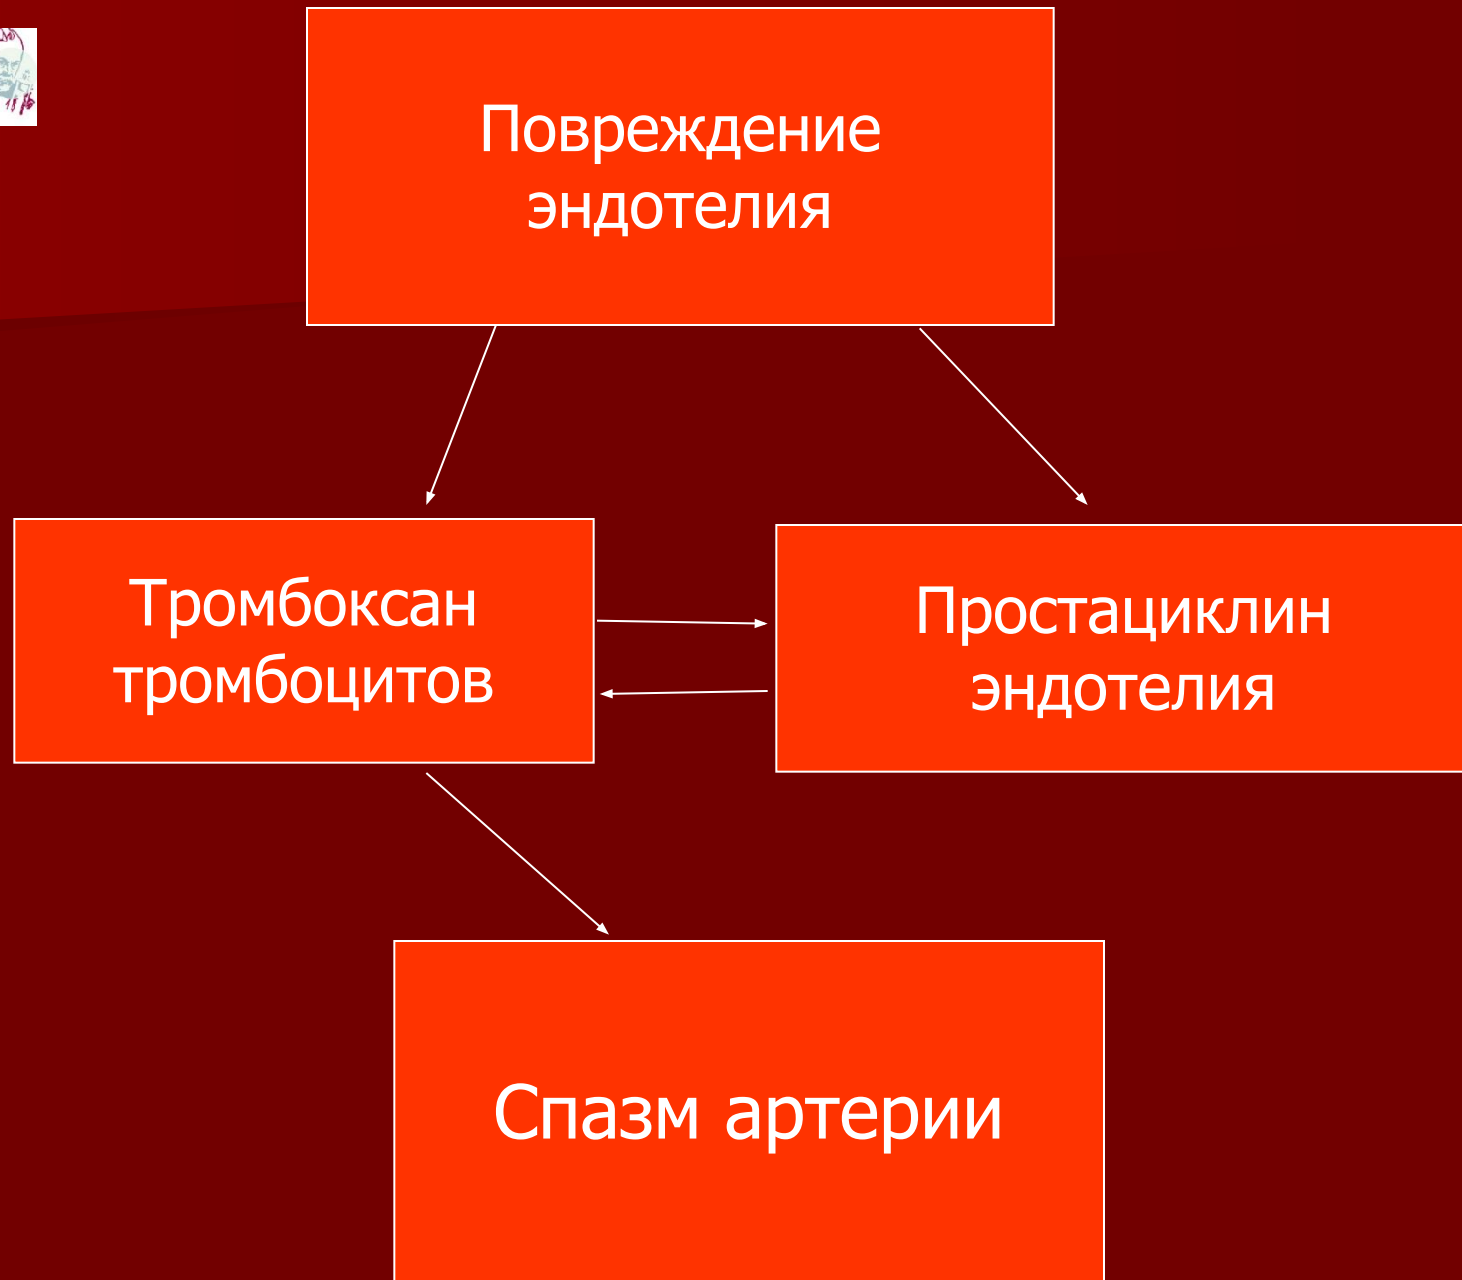 Повреждение
эндотелия
Тромбоксан
тромбоцитов
Простациклин
эндотелия
Спазм артерии